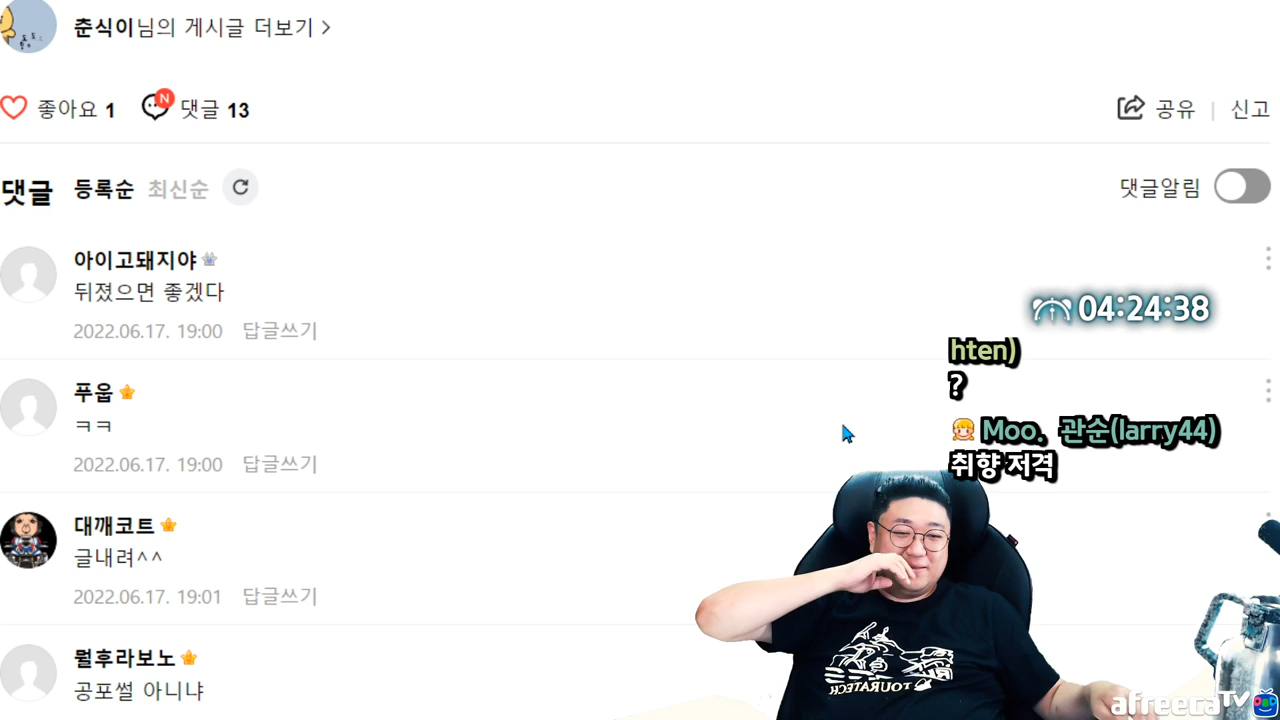 춘식이님의 게시글 더보기 >
좋아요 1 N 댓글 13
공유 | 신고
댓글 등록순 최신순
댓글알림
아이고돼지야
뒤졌으면 좋겠다
2022.06.17. 19:00 답글쓰기
04:24:38
hten)
?
푸웁
ㅋㅋ
2022.06.17. 19:00 답글쓰기
Moo. 관순(larry44)
취향 저격
대깨코트
글내려^^
2022.06.17. 19:01 답글쓰기
뭘후라보노
공포썰 아니냐
TOURATECH
afreecaTV